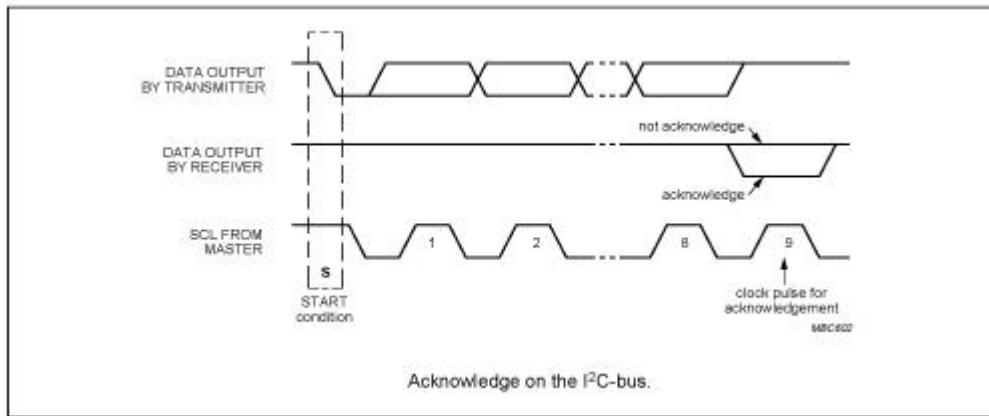 DATA OUTPUT
BY TRANSMITTER
not acknowledge
DATA OUTPUT
BY RECEIVER
acknowledge
SCL FROM
MASTER
1
2
8
9
S
START
condition
clock pulse for
acknowledgement
MBC602
Acknowledge on the I²C-bus.